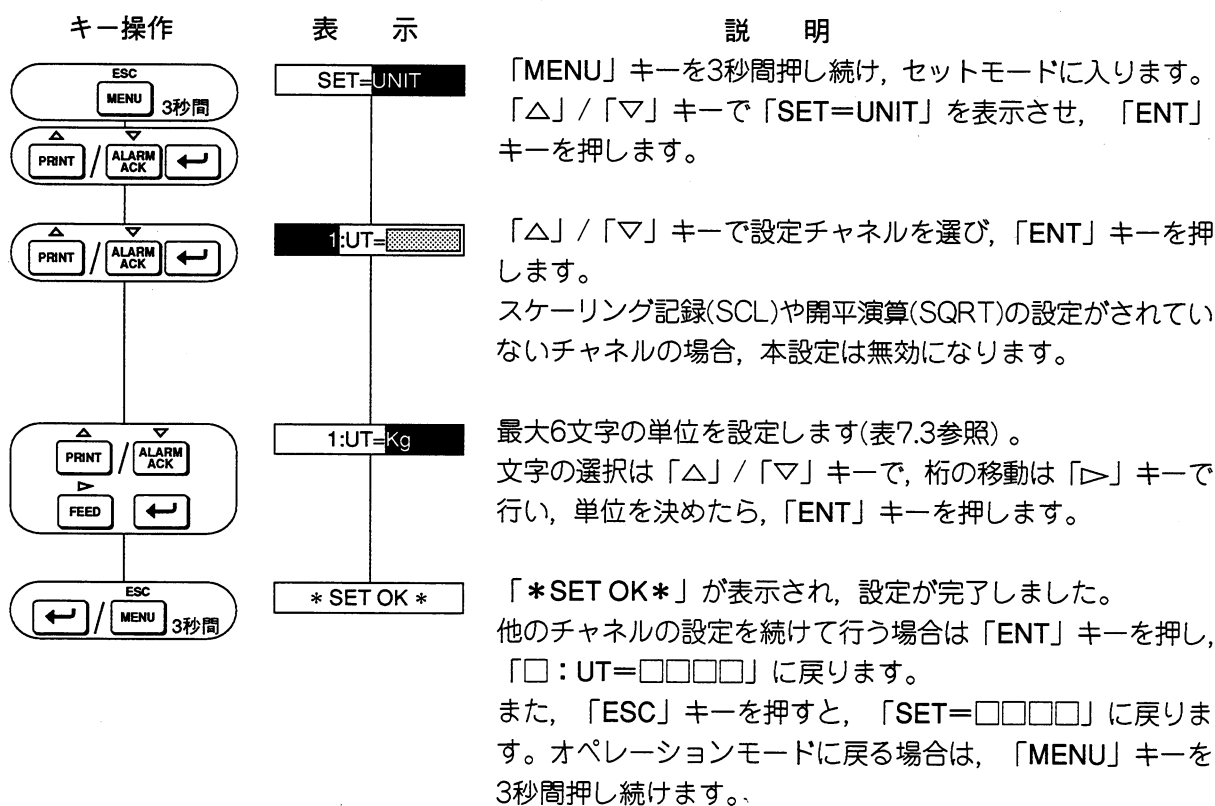 キー操作 表 示 説 明
ESC
MENU 3秒間
△ ▽
PRINT / ALARM ACK ↵
SET=UNIT
「MENU」キーを3秒間押し続け，セットモードに入ります。
「△」/「▽」キーで「SET＝UNIT」を表示させ，「ENT」
キーを押します。
△ ▽
PRINT / ALARM ACK ↵
1:UT=
「△」/「▽」キーで設定チャネルを選び，「ENT」キーを押
します。
スケーリング記録(SCL)や開平演算(SQRT)の設定がされてい
ないチャネルの場合，本設定は無効になります。
△ ▽
PRINT / ALARM ACK
▷
FEED ↵
1:UT=Kg
最大6文字の単位を設定します(表7.3参照)。
文字の選択は「△」/「▽」キーで，桁の移動は「▷」キーで
行い，単位を決めたら，「ENT」キーを押します。
ESC
↵ / MENU 3秒間
＊SET OK＊
「＊SET OK＊」が表示され，設定が完了しました。
他のチャネルの設定を続けて行う場合は「ENT」キーを押し，
「□：UT＝□□□□」に戻ります。
また，「ESC」キーを押すと，「SET＝□□□□」に戻りま
す。オペレーションモードに戻る場合は，「MENU」キーを
3秒間押し続けます。